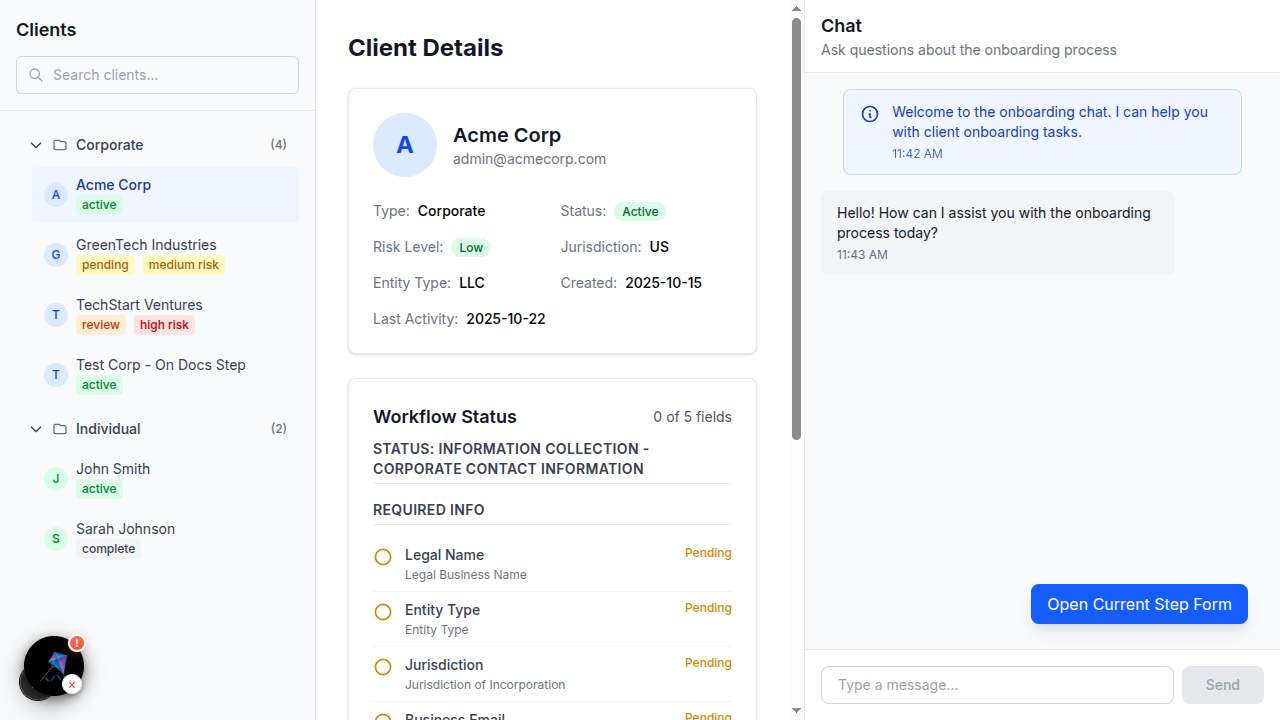 Clients
Search clients...
Corporate (4)
A Acme Corp
active
G GreenTech Industries
pending medium risk
T TechStart Ventures
review high risk
T Test Corp - On Docs Step
active
Individual (2)
J John Smith
active
S Sarah Johnson
complete
Client Details
A
Acme Corp
admin@acmecorp.com
Type: Corporate Status: Active
Risk Level: Low Jurisdiction: US
Entity Type: LLC Created: 2025-10-15
Last Activity: 2025-10-22
Workflow Status 0 of 5 fields
STATUS: INFORMATION COLLECTION -
CORPORATE CONTACT INFORMATION
REQUIRED INFO
Legal Name Pending
Legal Business Name
Entity Type Pending
Entity Type
Jurisdiction Pending
Jurisdiction of Incorporation
Business Email Pending
Chat
Ask questions about the onboarding process
Welcome to the onboarding chat. I can help you
with client onboarding tasks.
11:42 AM
Hello! How can I assist you with the onboarding
process today?
11:43 AM
Open Current Step Form
Type a message...
Send